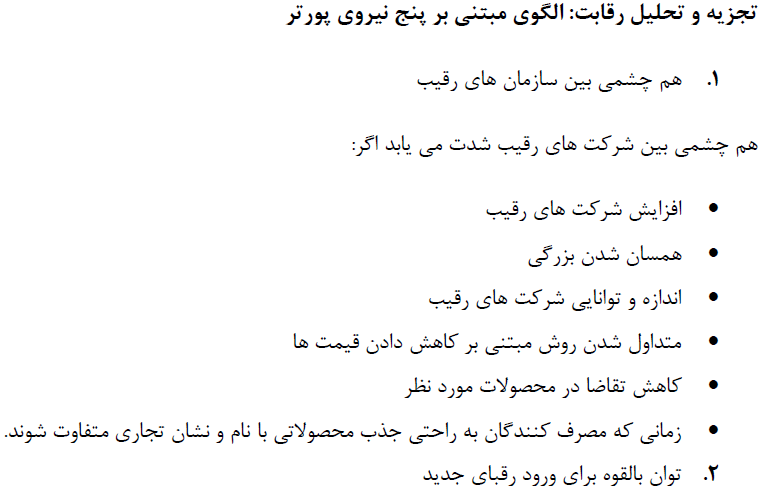 تجزیه و تحلیل رقابت: الگوی مبتنی بر پنج نیروی پورتر
۱. هم چشمی بین سازمان های رقیب
هم چشمی بین شرکت های رقیب شدت می یابد اگر:
• افزایش شرکت های رقیب
• همسان شدن بزرگی
• اندازه و توانایی شرکت های رقیب
• متداول شدن روش مبتنی بر کاهش دادن قیمت ها
• کاهش تقاضا در محصولات مورد نظر
• زمانی که مصرف کنندگان به راحتی جذب محصولاتی با نام و نشان تجاری متفاوت شوند.
۲. توان بالقوه برای ورود رقبای جدید